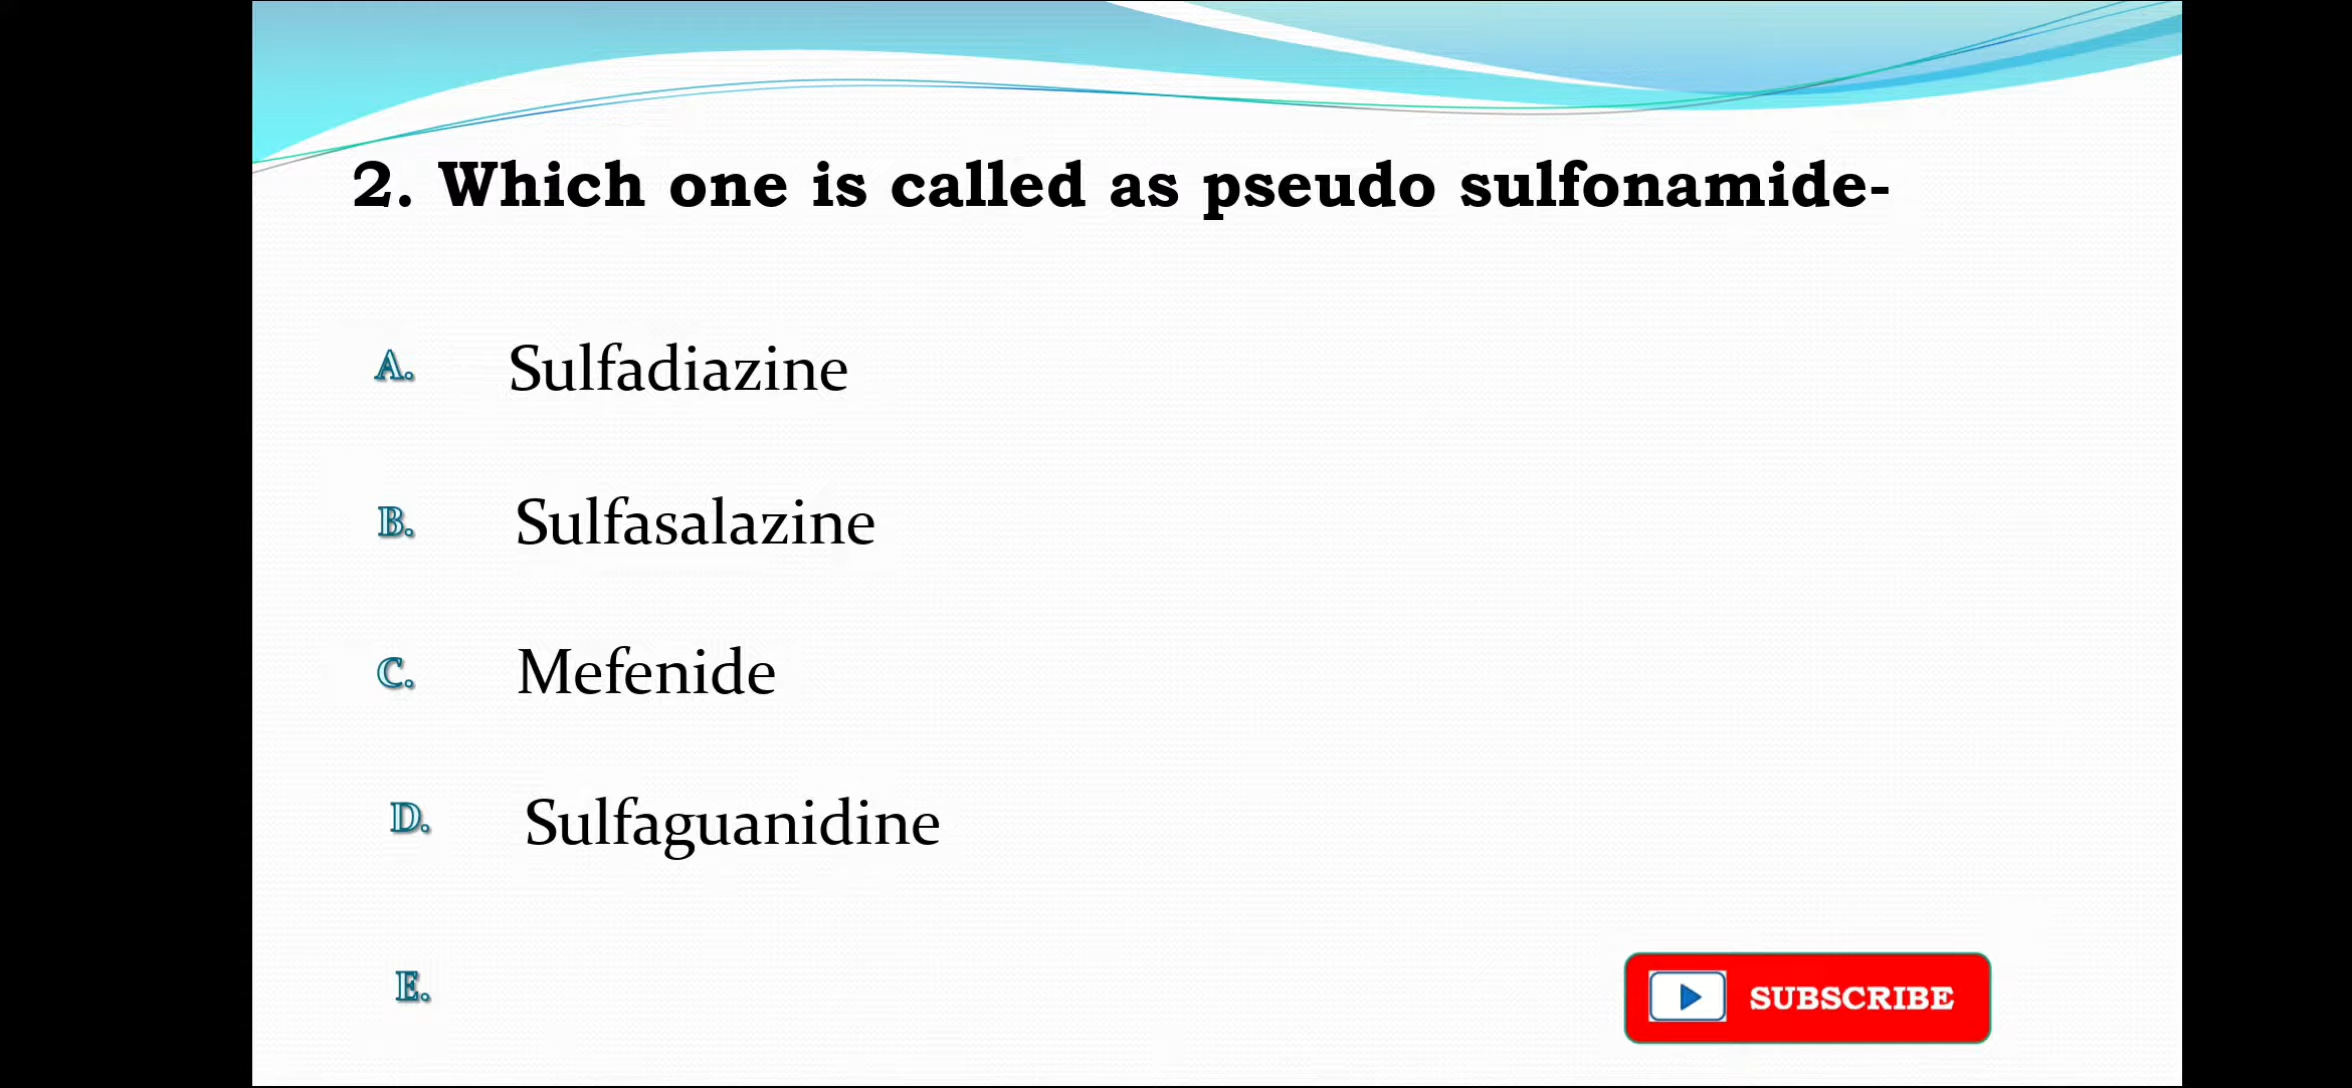 2. Which one is called as pseudo sulfonamide-
A. Sulfadiazine
B. Sulfasalazine
C. Mefenide
D. Sulfaguanidine
E.
SUBSCRIBE